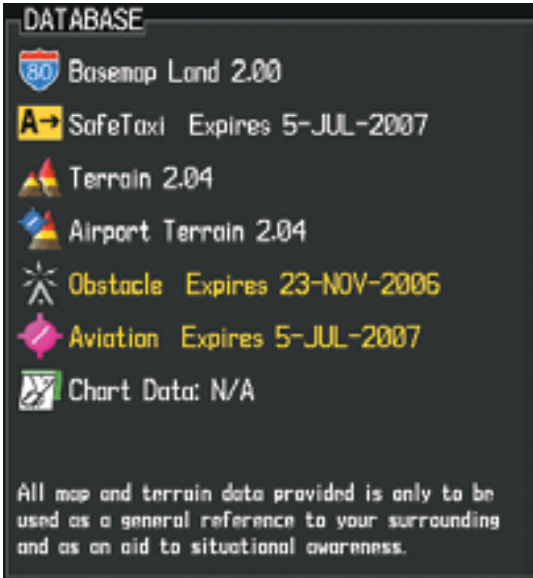 DATABASE
80 Basemap Land 2.00
A→ SafeTaxi Expires 5-JUL-2007
Terrain 2.04
Airport Terrain 2.04
Obstacle Expires 23-NOV-2006
Aviation Expires 5-JUL-2007
Chart Data: N/A
All map and terrain data provided is only to be
used as a general reference to your surrounding
and as an aid to situational awareness.